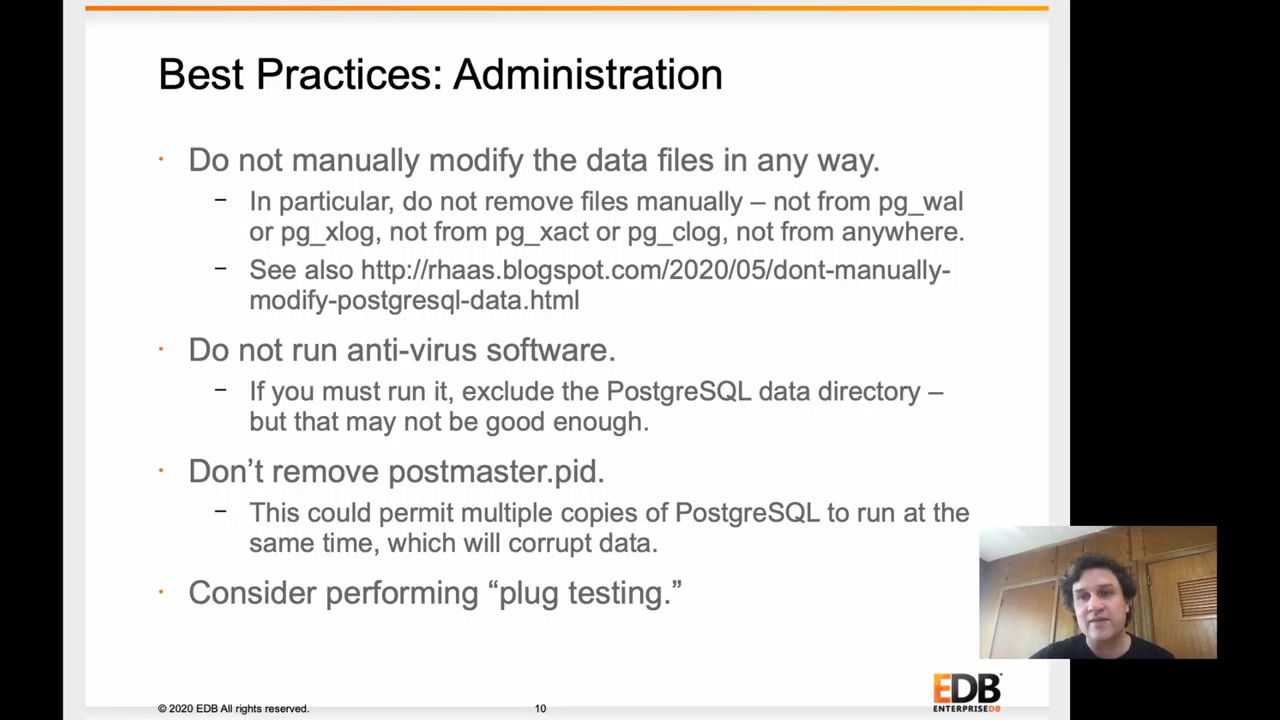 Best Practices: Administration
· Do not manually modify the data files in any way.
– In particular, do not remove files manually – not from pg_wal
or pg_xlog, not from pg_xact or pg_clog, not from anywhere.
– See also http://rhaas.blogspot.com/2020/05/dont-manually-
modify-postgresql-data.html
· Do not run anti-virus software.
– If you must run it, exclude the PostgreSQL data directory –
but that may not be good enough.
· Don’t remove postmaster.pid.
– This could permit multiple copies of PostgreSQL to run at the
same time, which will corrupt data.
· Consider performing “plug testing.”
EDB
ENTERPRISEDB
© 2020 EDB All rights reserved.
10